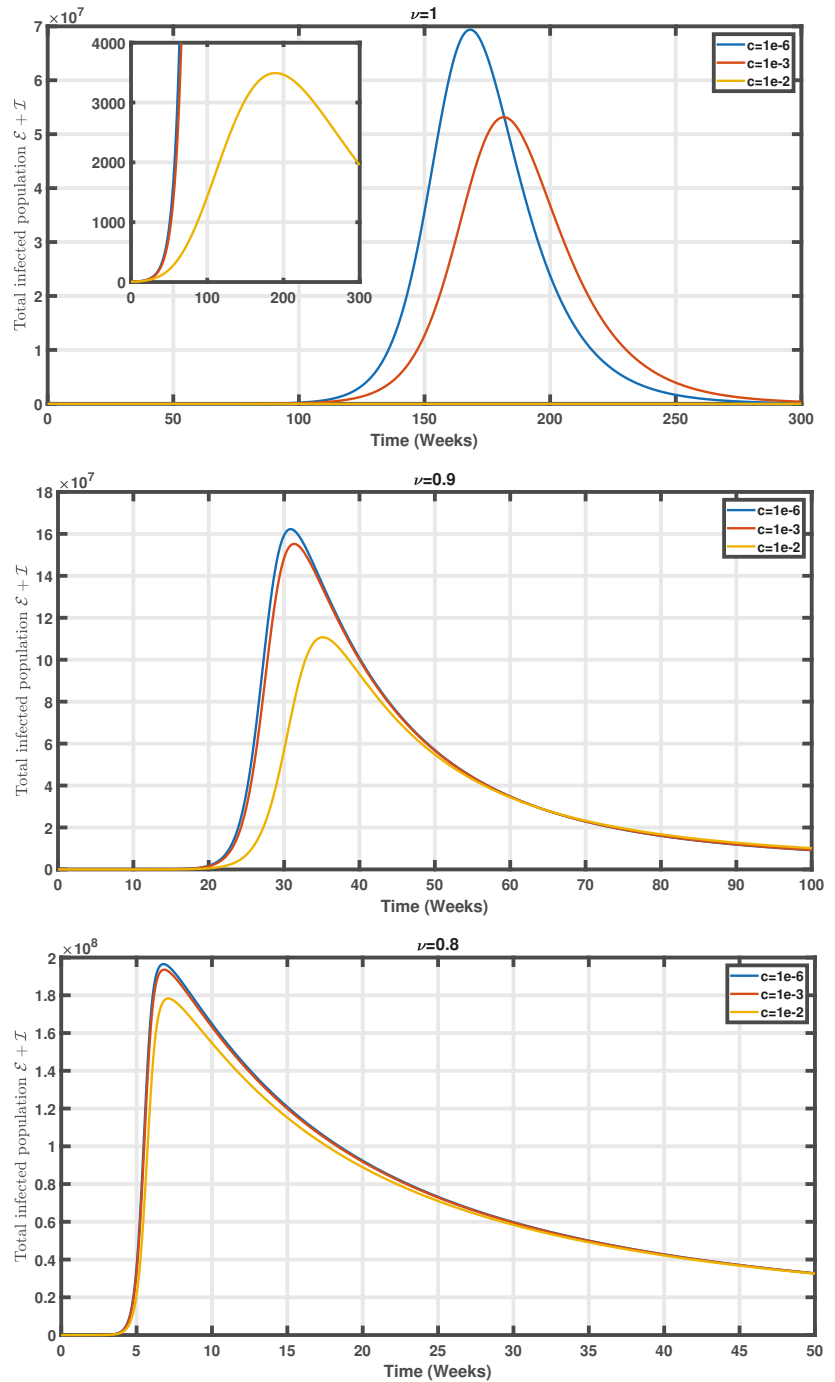 ν=1
×10^7
Total infected population ℰ + ℐ
7
6
5
4
3
2
1
0
0 50 100 150 200 250 300
Time (Weeks)
4000
3500
3000
2000
1000
0
0 100 200 300
c=1e-6
c=1e-3
c=1e-2
ν=0.9
×10^7
Total infected population ℰ + ℐ
18
16
14
12
10
8
6
4
2
0
0 10 20 30 40 50 60 70 80 90 100
Time (Weeks)
c=1e-6
c=1e-3
c=1e-2
ν=0.8
×10^8
Total infected population ℰ + ℐ
2
1.8
1.6
1.4
1.2
1
0.8
0.6
0.4
0.2
0
0 5 10 15 20 25 30 35 40 45 50
Time (Weeks)
c=1e-6
c=1e-3
c=1e-2